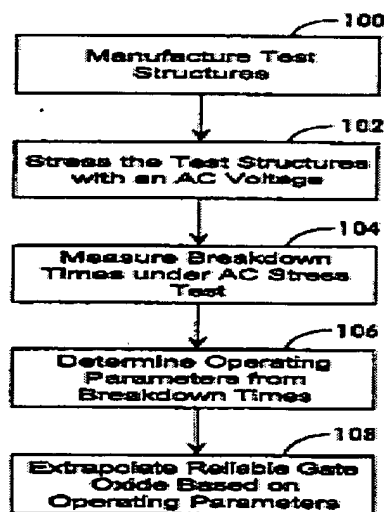 100
Manufacture Test
Structures
102
Stress the Test Structures
with an AC Voltage
104
Measure Breakdown
Times under AC Stress
Test
106
Determine Operating
Parameters from
Breakdown Times
108
Extrapolate Reliable Gate
Oxide Based on
Operating Parameters